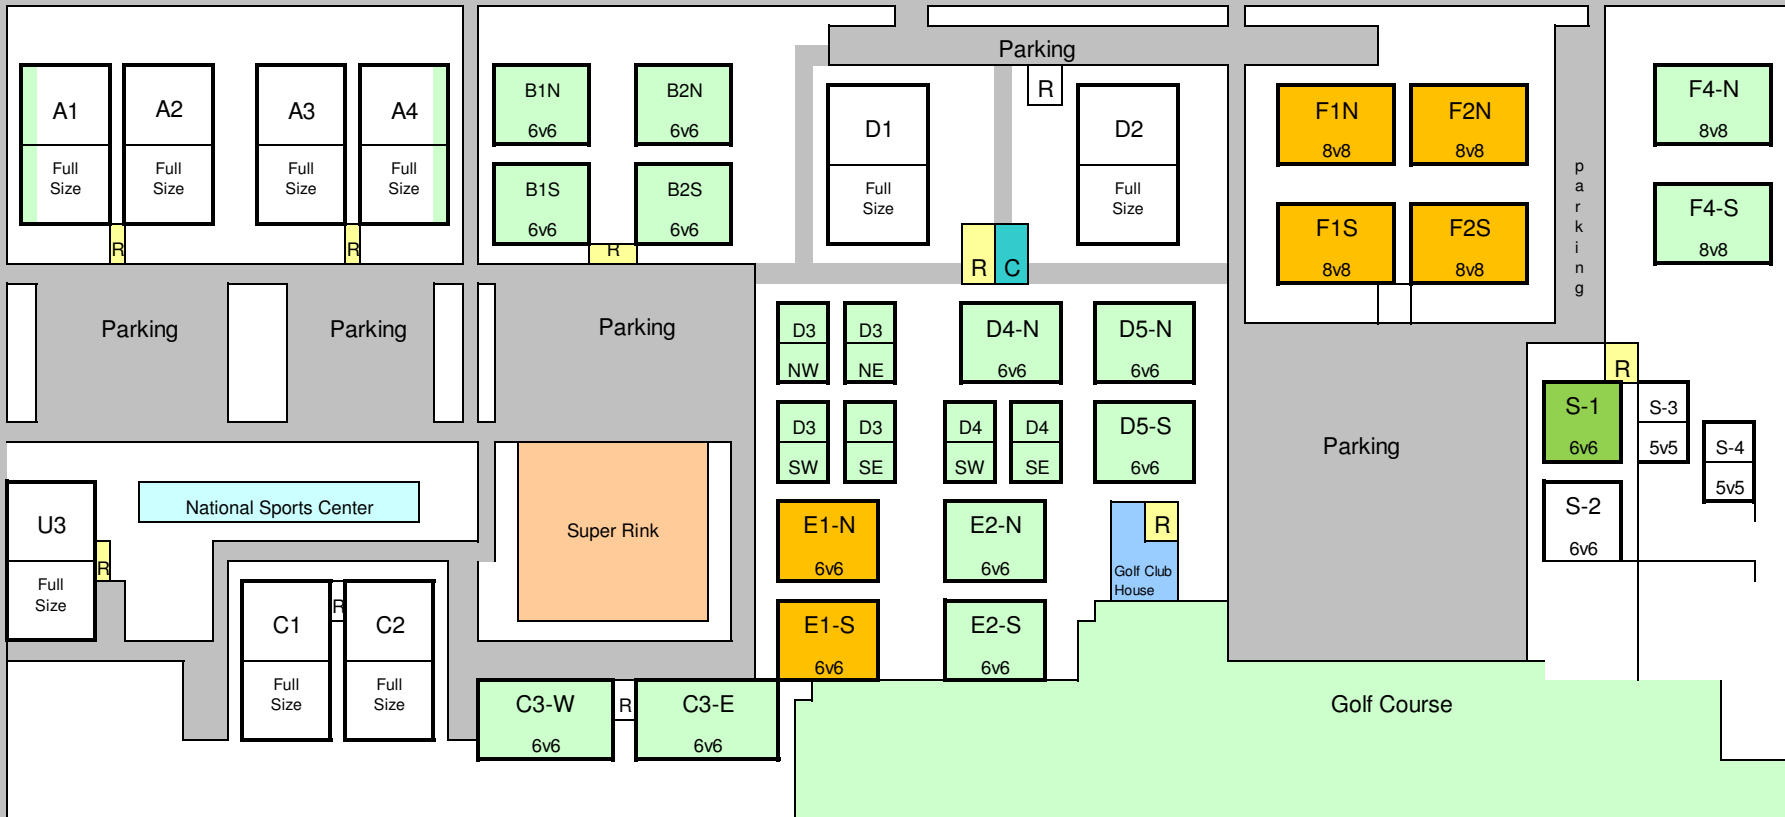 Parking
A1
Full
Size
A2
Full
Size
A3
Full
Size
A4
Full
Size
R
R
B1N
6v6
B2N
6v6
B1S
6v6
B2S
6v6
R
D1
Full
Size
R
D2
Full
Size
R
C
F1N
8v8
F2N
8v8
F1S
8v8
F2S
8v8
parking
F4-N
8v8
F4-S
8v8
Parking
Parking
Parking
D3
NW
D3
NE
D4-N
6v6
D5-N
6v6
D3
SW
D3
SE
D4
SW
D4
SE
D5-S
6v6
Parking
R
S-1
6v6
S-3
5v5
S-4
5v5
S-2
6v6
U3
Full
Size
R
National Sports Center
Super Rink
E1-N
6v6
E2-N
6v6
R
Golf Club
House
E1-S
6v6
E2-S
6v6
C1
Full
Size
R
C2
Full
Size
C3-W
6v6
R
C3-E
6v6
Golf Course